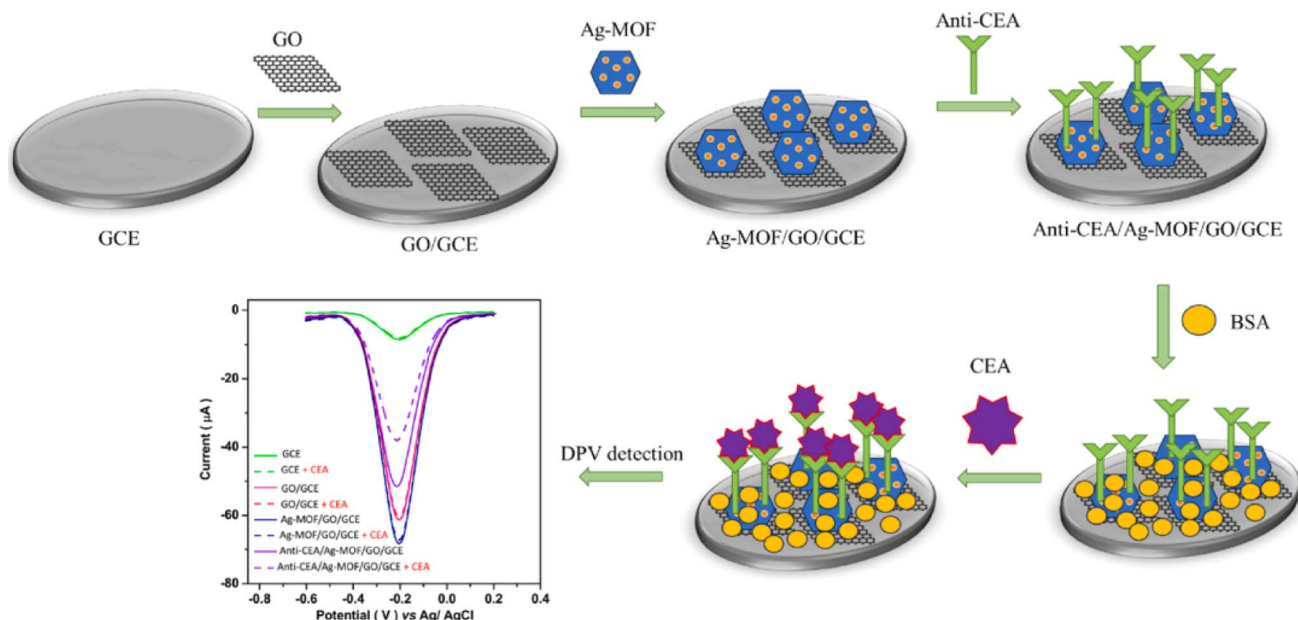 GO
Ag-MOF
Anti-CEA
GCE
GO/GCE
Ag-MOF/GO/GCE
Anti-CEA/Ag-MOF/GO/GCE
BSA
CEA
DPV detection
0
-20
-40
-60
-80
Current ( μA )
GCE
GCE + CEA
GO/GCE
GO/GCE + CEA
Ag-MOF/GO/GCE
Ag-MOF/GO/GCE + CEA
Anti-CEA/Ag-MOF/GO/GCE
Anti-CEA/Ag-MOF/GO/GCE + CEA
-0.8 -0.6 -0.4 -0.2 0.0 0.2 0.4
Potential ( V ) vs Ag/ AgCl